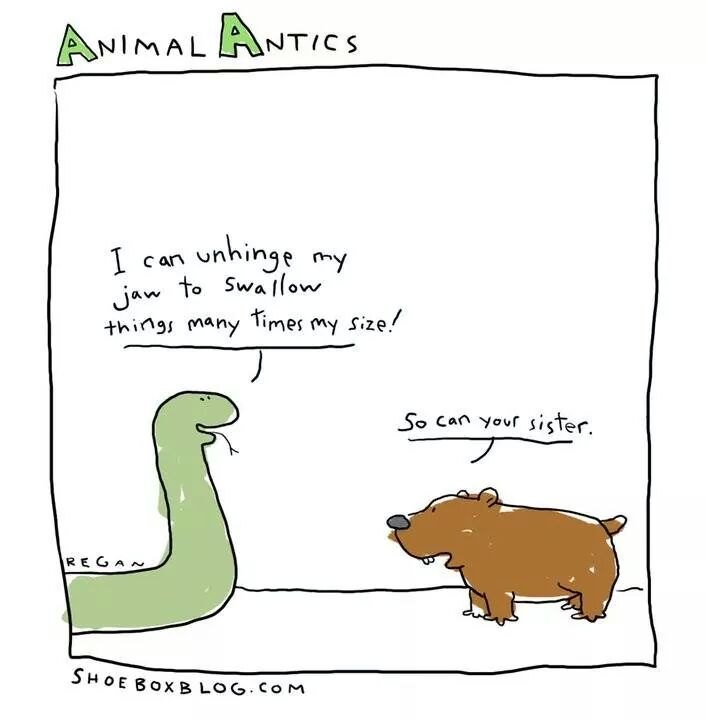 ANIMAL ANTICS
I can unhinge my
jaw to swallow
things many times my size!
So can your sister.
REGAN
SHOEBOXBLOG.COM